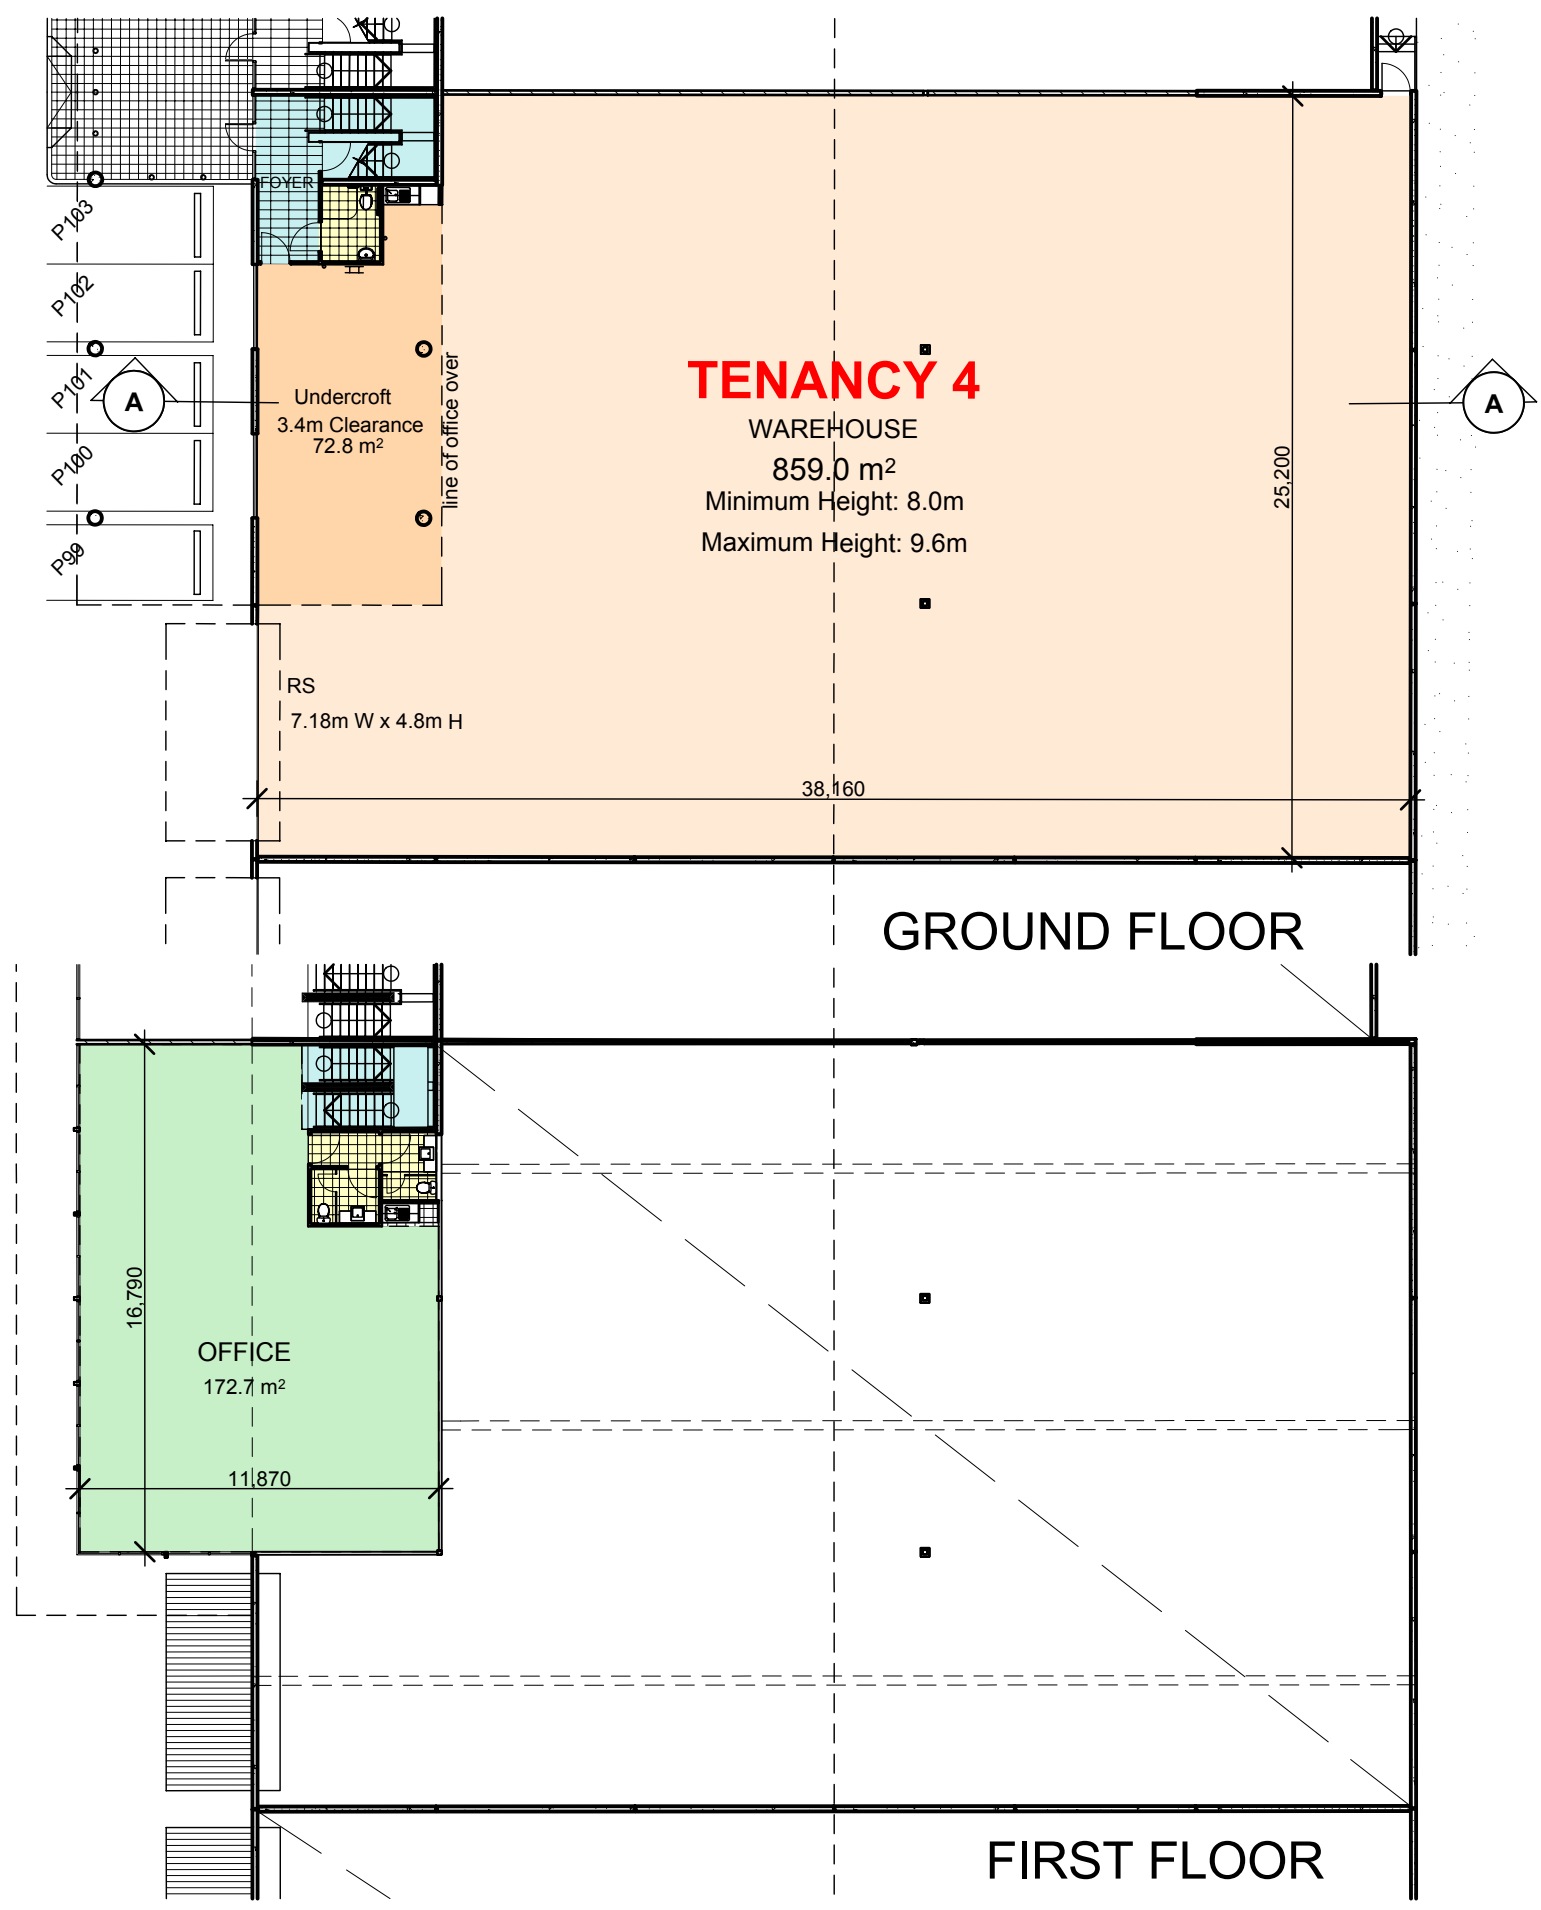 FOYER
P103
P102
P101
P100
P99
A
Undercroft
3.4m Clearance
72.8 m²
line of office over
TENANCY 4
WAREHOUSE
859.0 m²
Minimum Height: 8.0m
Maximum Height: 9.6m
25,200
A
RS
7.18m W x 4.8m H
38,160
GROUND FLOOR
16,790
OFFICE
172.7 m²
11,870
FIRST FLOOR